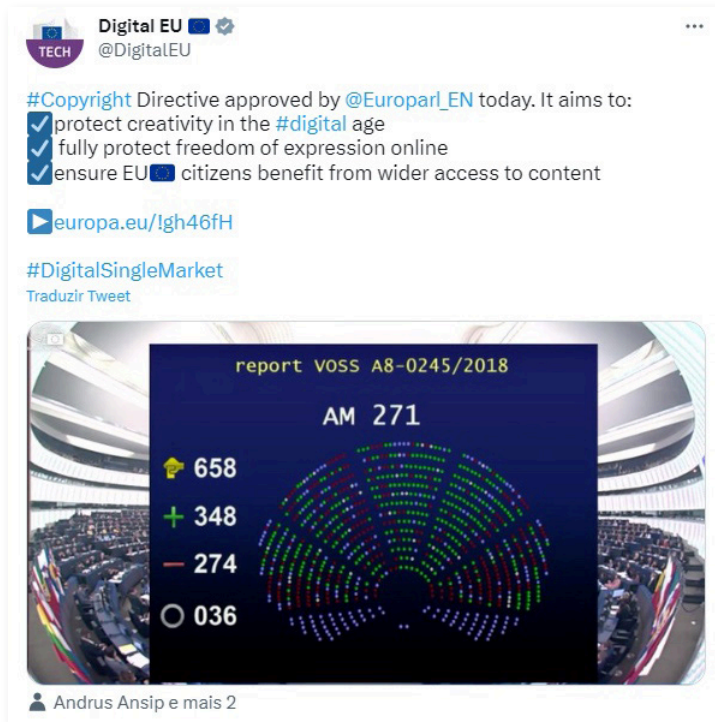 Digital EU
@DigitalEU
TECH
#Copyright Directive approved by @Europarl_EN today. It aims to:
protect creativity in the #digital age
fully protect freedom of expression online
ensure EU citizens benefit from wider access to content
europa.eu/!gh46fH
#DigitalSingleMarket
Traduzir Tweet
report VOSS A8-0245/2018
AM 271
658
+ 348
- 274
036
Andrus Ansip e mais 2